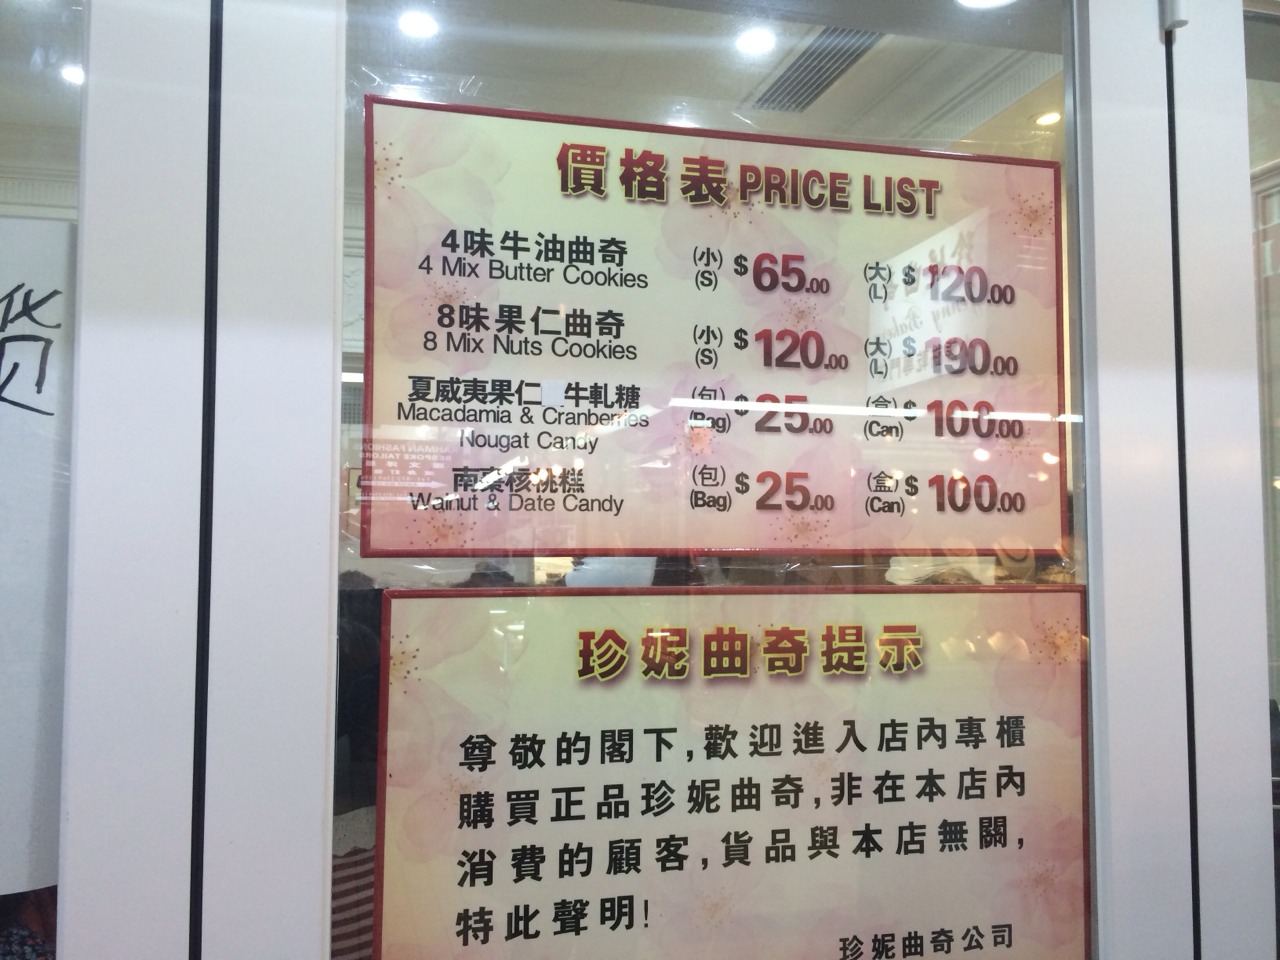 價格表 PRICE LIST
4味牛油曲奇 (小) $65.00 (大) $120.00
4 Mix Butter Cookies (S) (L)
8味果仁曲奇 (小) $120.00 (大) $190.00
8 Mix Nuts Cookies (S) (L)
夏威夷果仁 牛軋糖 (包) $25.00 (盒) $100.00
Macadamia & Cranberries (Bag) (Can)
Nougat Candy
南棗核桃糕 (包) $25.00 (盒) $100.00
Walnut & Date Candy (Bag) (Can)
珍妮曲奇提示
尊敬的閣下,歡迎進入店內專櫃
購買正品珍妮曲奇,非在本店內
消費的顧客,貨品與本店無關,
特此聲明!
珍妮曲奇公司
貨